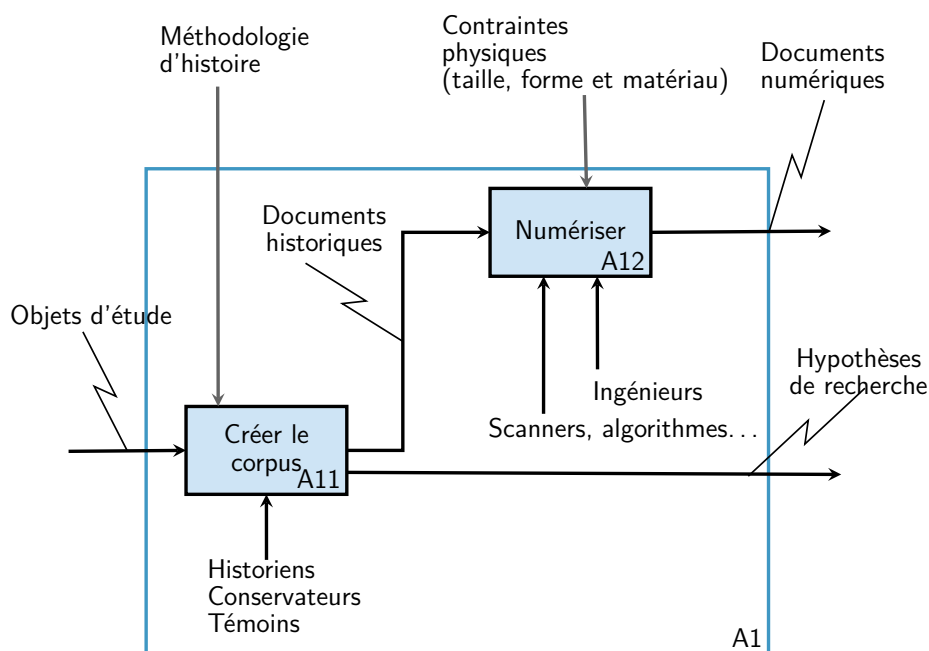 Méthodologie
d'histoire
Contraintes
physiques
(taille, forme et matériau)
Documents
numériques
Documents
historiques
Numériser
A12
Objets d'étude
Ingénieurs
Scanners, algorithmes...
Hypothèses
de recherche
Créer le
corpus
A11
Historiens
Conservateurs
Témoins
A1